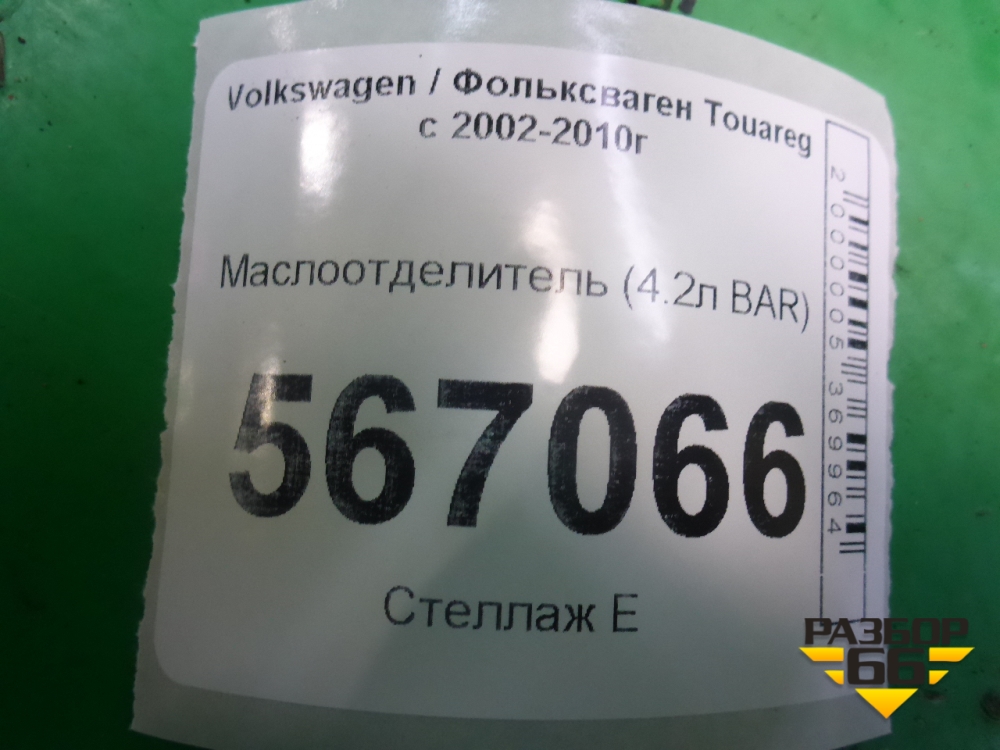 Volkswagen / Фольксваген Touareg
с 2002-2010г
Маслоотделитель (4.2л BAR)
567066
Стеллаж Е
2000005369964
РАЗБОР
66